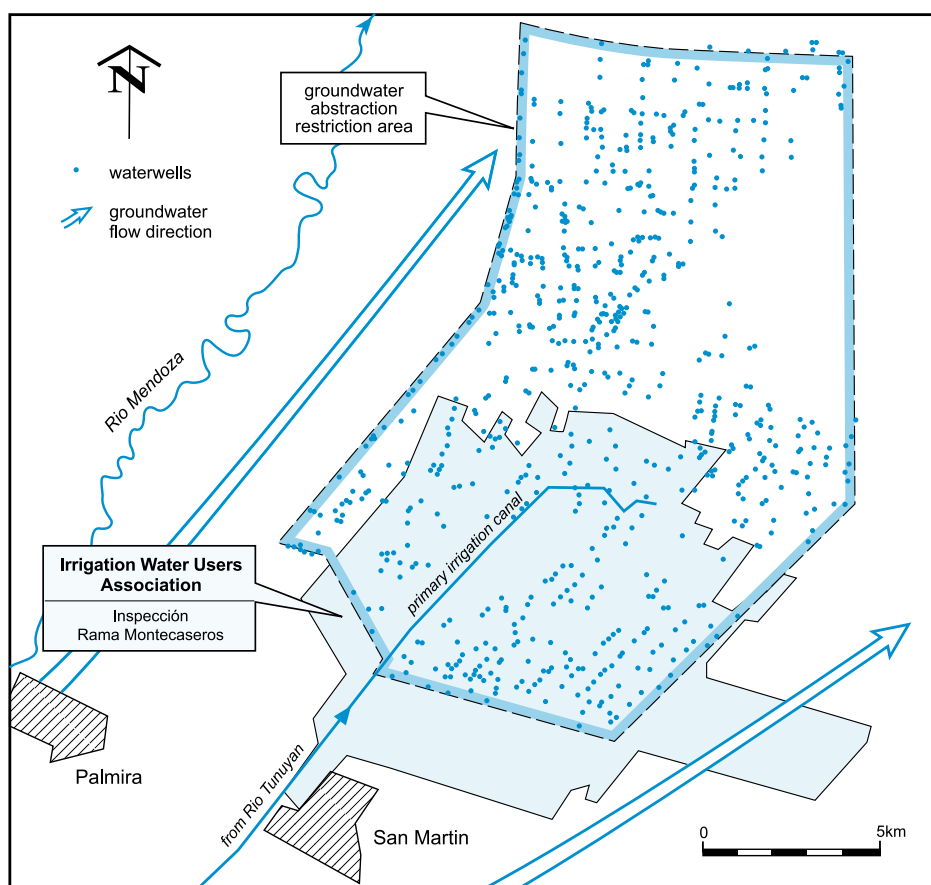 N
groundwater
abstraction
restriction area
waterwells
groundwater
flow direction
Rio Mendoza
Irrigation Water Users
Association
Inspección
Rama Montecaseros
primary irrigation canal
from Rio Tunuyan
Palmira
San Martin
0 5km